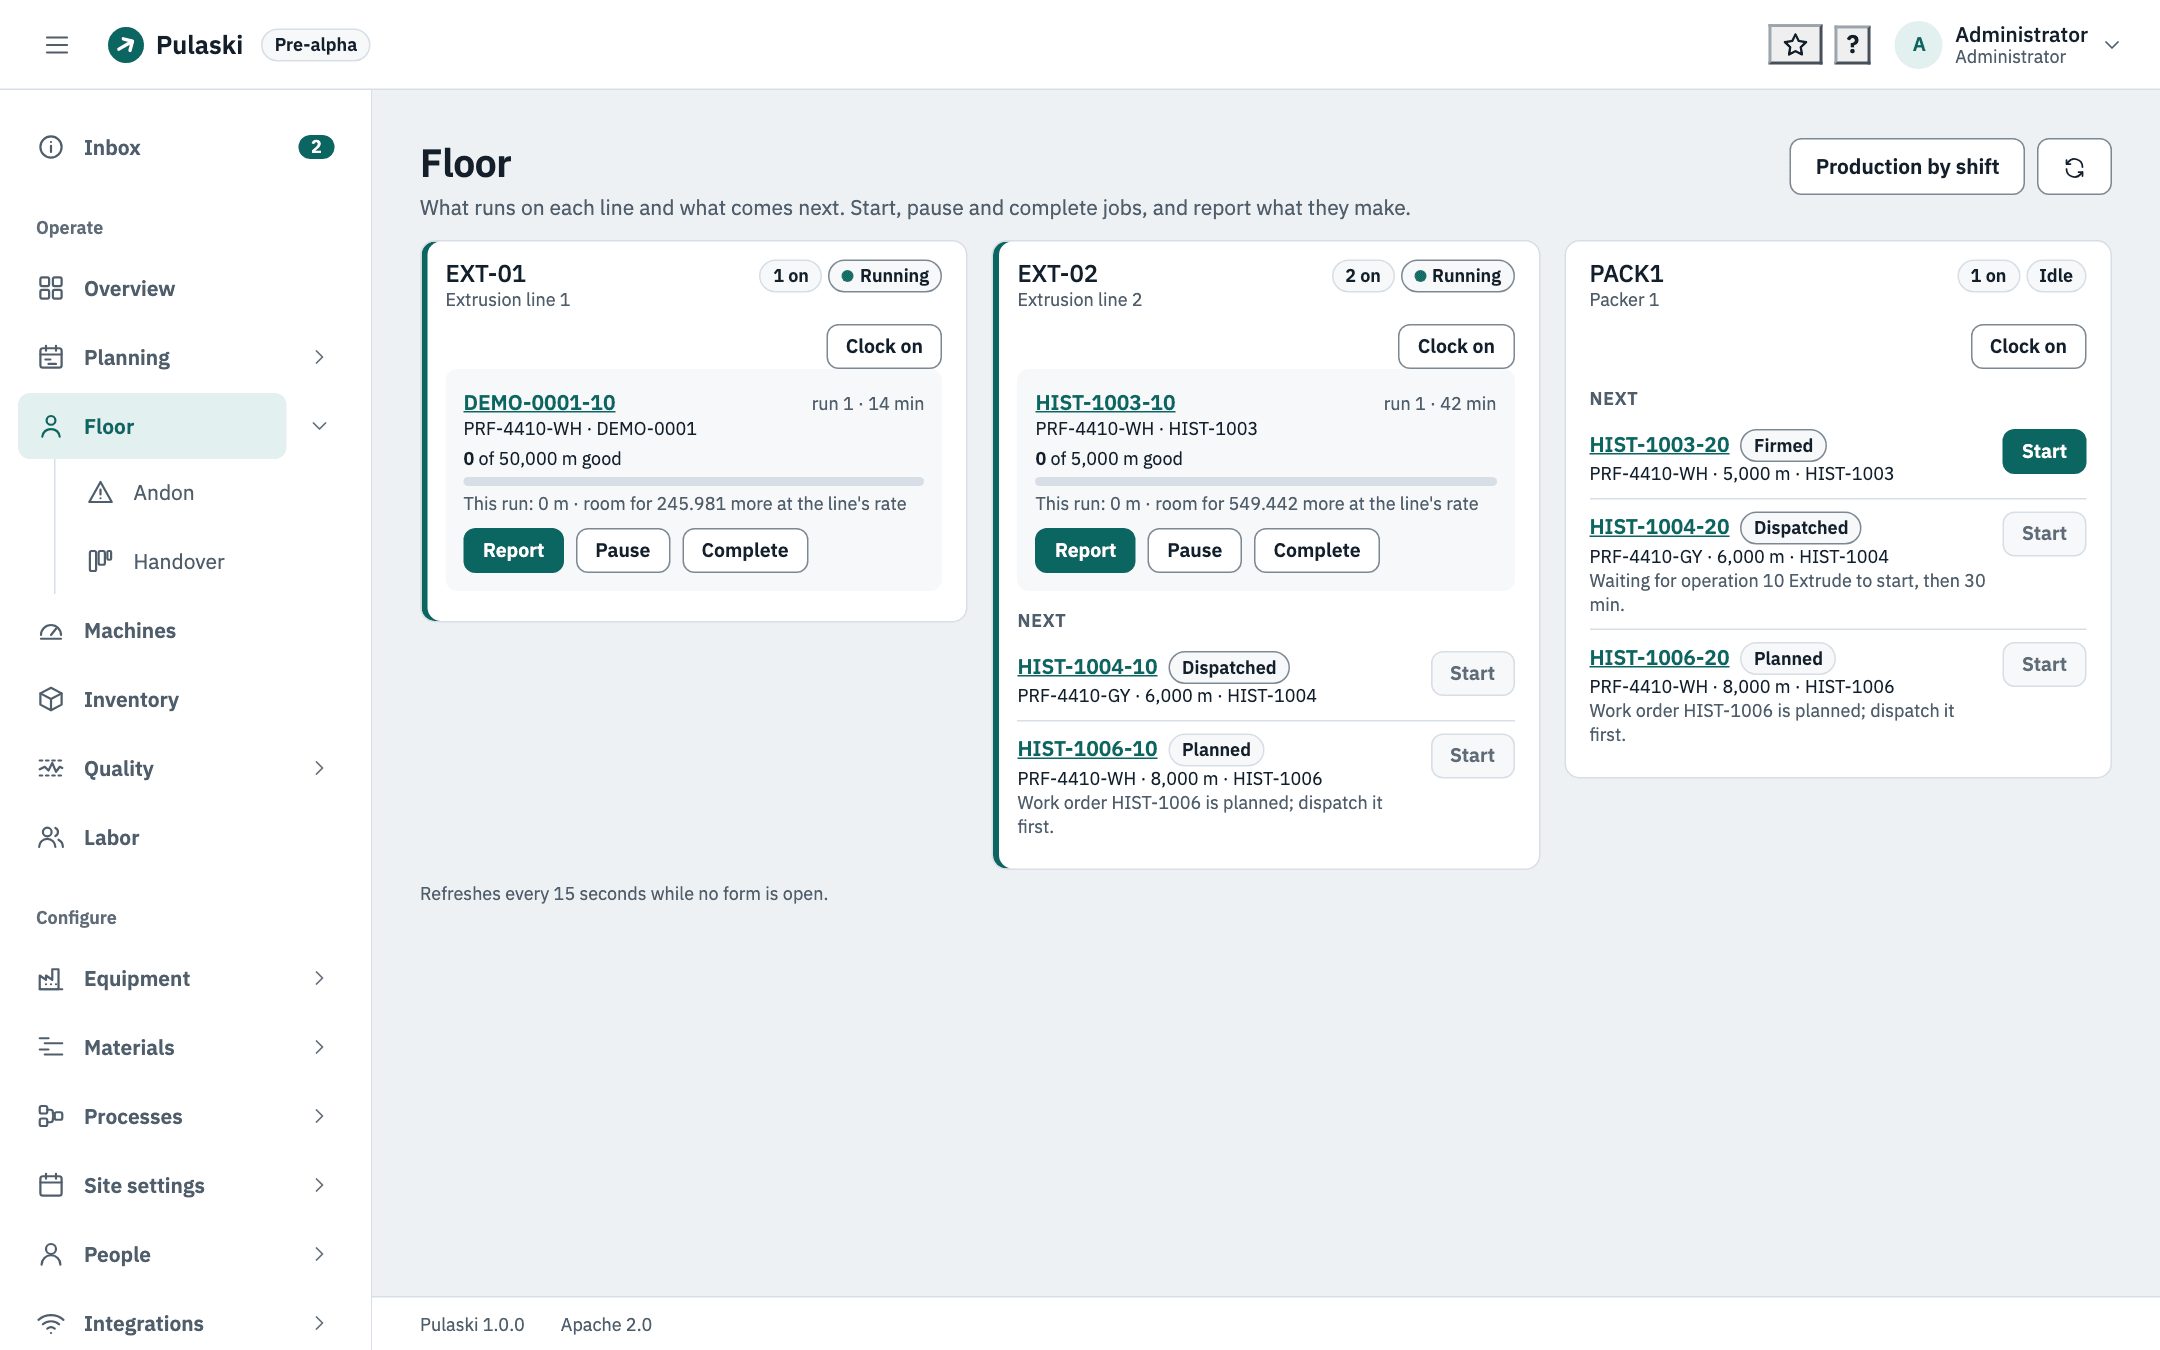 Pulaski Pre-alpha
?
A
Administrator
Administrator
Inbox 2
Operate
Overview
Planning
Floor
Andon
Handover
Machines
Inventory
Quality
Labor
Configure
Equipment
Materials
Processes
Site settings
People
Integrations
Floor
What runs on each line and what comes next. Start, pause and complete jobs, and report what they make.
Production by shift
EXT-01 1 on Running
Extrusion line 1
Clock on
DEMO-0001-10 run 1 · 14 min
PRF-4410-WH · DEMO-0001
0 of 50,000 m good
This run: 0 m · room for 245.981 more at the line's rate
Report Pause Complete
EXT-02 2 on Running
Extrusion line 2
Clock on
HIST-1003-10 run 1 · 42 min
PRF-4410-WH · HIST-1003
0 of 5,000 m good
This run: 0 m · room for 549.442 more at the line's rate
Report Pause Complete
NEXT
HIST-1004-10 Dispatched Start
PRF-4410-GY · 6,000 m · HIST-1004
HIST-1006-10 Planned Start
PRF-4410-WH · 8,000 m · HIST-1006
Work order HIST-1006 is planned; dispatch it
first.
PACK1 1 on Idle
Packer 1
Clock on
NEXT
HIST-1003-20 Firmed Start
PRF-4410-WH · 5,000 m · HIST-1003
HIST-1004-20 Dispatched Start
PRF-4410-GY · 6,000 m · HIST-1004
Waiting for operation 10 Extrude to start, then 30
min.
HIST-1006-20 Planned Start
PRF-4410-WH · 8,000 m · HIST-1006
Work order HIST-1006 is planned; dispatch it
first.
Refreshes every 15 seconds while no form is open.
Pulaski 1.0.0 Apache 2.0